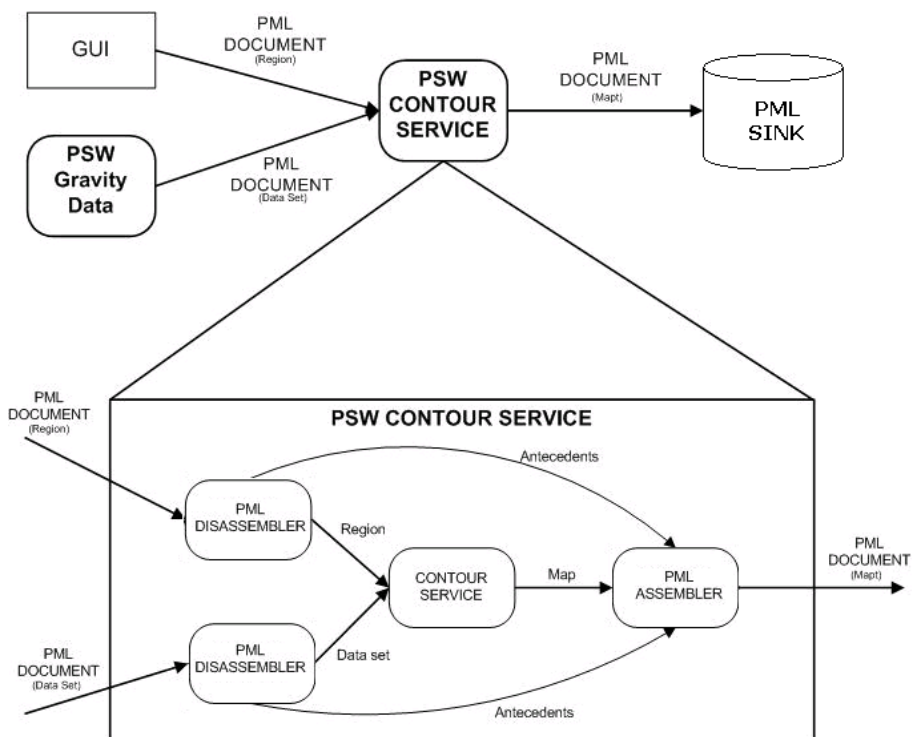 GUI
PML
DOCUMENT
(Region)
PSW
CONTOUR
SERVICE
PML
DOCUMENT
(Mapt)
PML
SINK
PSW
Gravity
Data
PML
DOCUMENT
(Data Set)
PSW CONTOUR SERVICE
PML
DOCUMENT
(Region)
Antecedents
PML
DISASSEMBLER
Region
CONTOUR
SERVICE
Map
PML
ASSEMBLER
PML
DOCUMENT
(Mapt)
PML
DISASSEMBLER
Data set
PML
DOCUMENT
(Data Set)
Antecedents